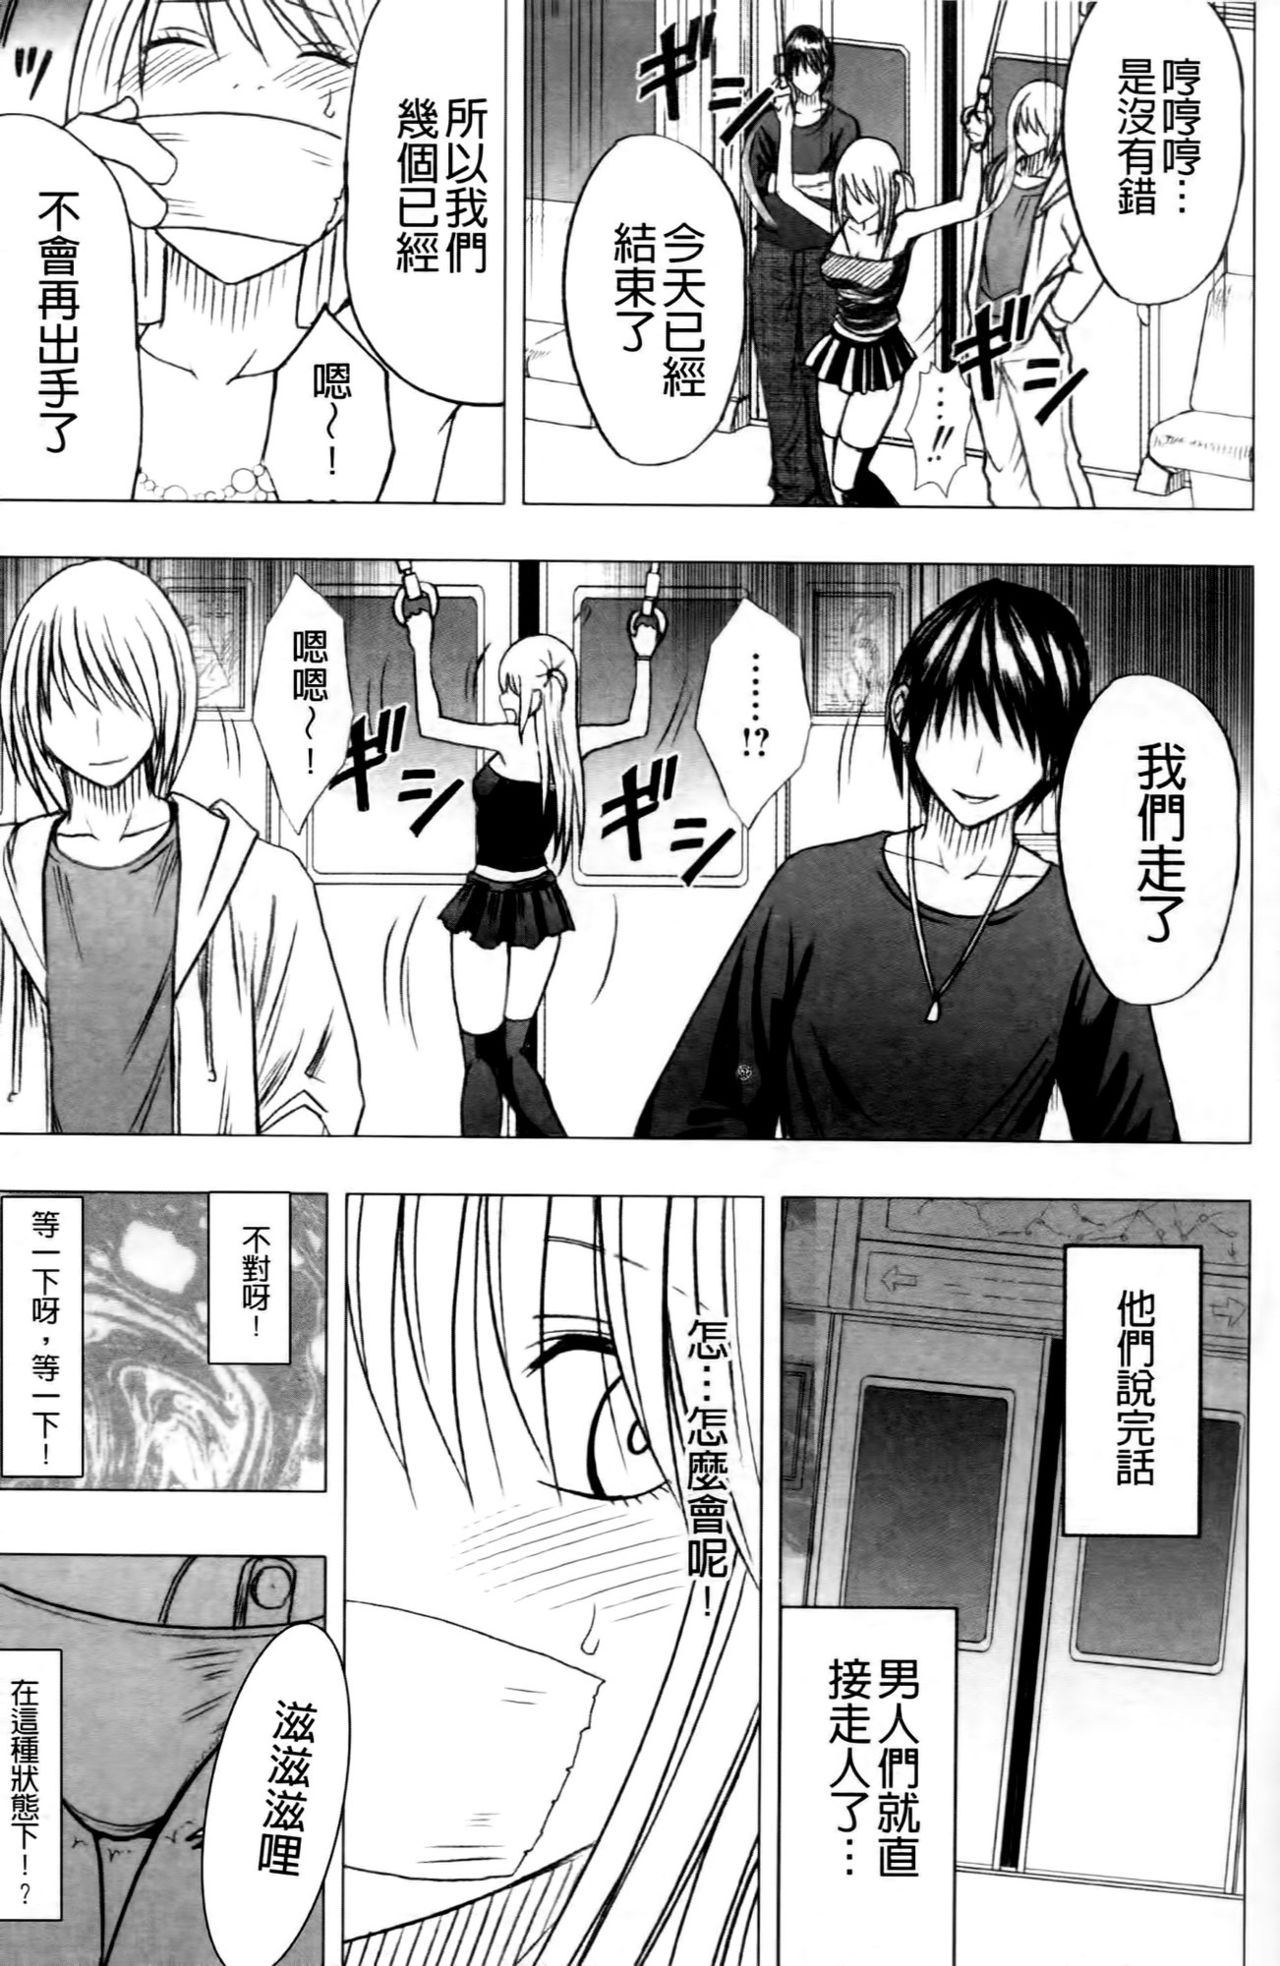 哼哼哼…
是沒有錯
ギシ
ギシ
…‼
今天已經
結束了
所以我們
幾個已經
嗯～！
不會再出手了
我們走了
……!?
ギシ
ギシ
嗯嗯～！
他們說完話
男人們就直
接走人了…
怎…怎麼會呢！
不對呀！
等一下呀，等一下！
滋滋滋哩
在這種狀態下！？